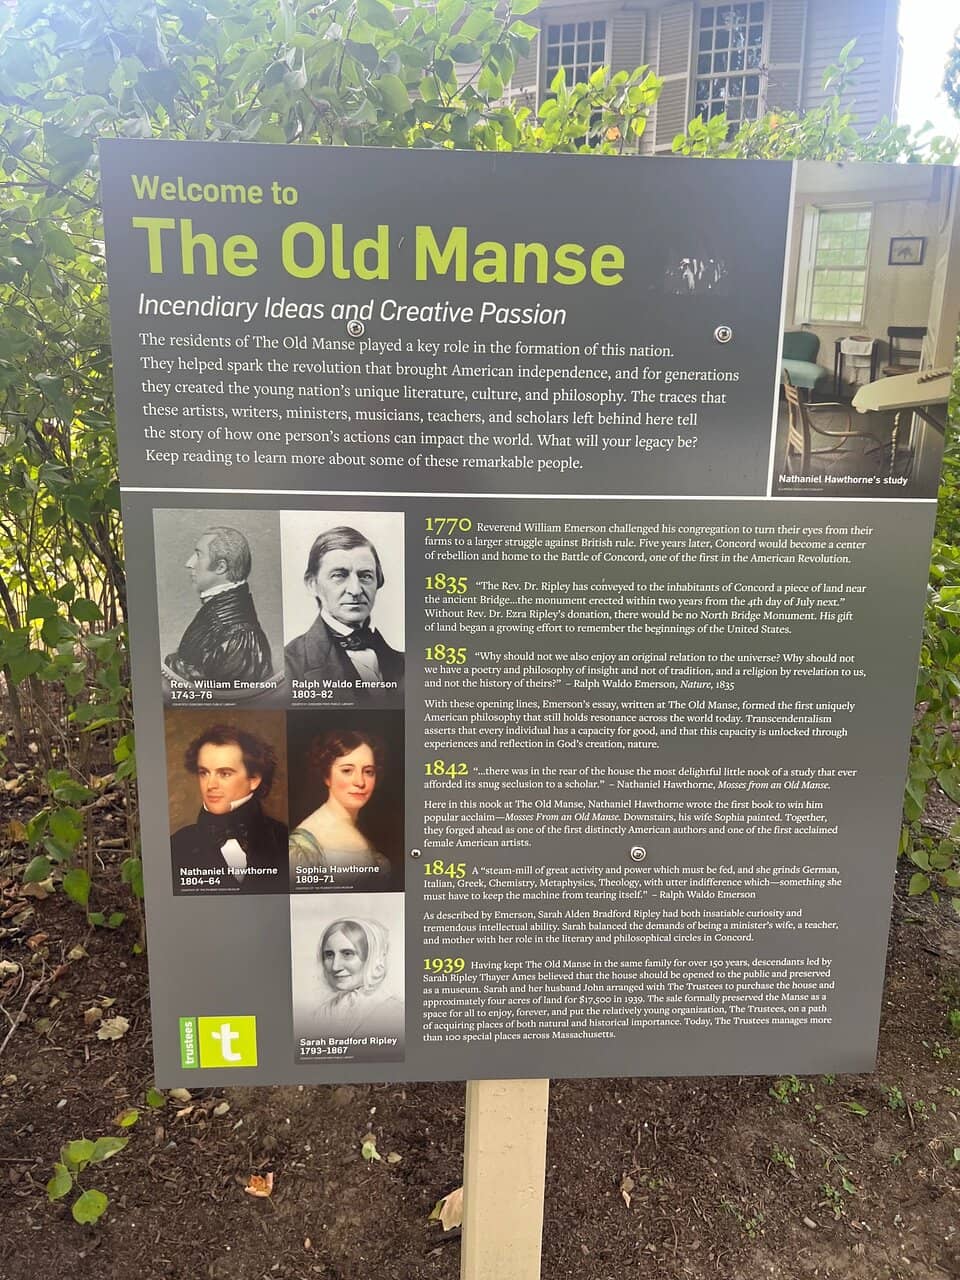 Welcome to
The Old Manse
Incendiary Ideas and Creative Passion
The residents of The Old Manse played a key role in the formation of this nation.
They helped spark the revolution that brought American independence, and for generations
they created the young nation's unique literature, culture, and philosophy. The traces that
these artists, writers, ministers, musicians, teachers, and scholars left behind here tell
the story of how one person's actions can impact the world. What will your legacy be?
Keep reading to learn more about some of these remarkable people.
Nathaniel Hawthorne's study
Rev. William Emerson
1743–76
Ralph Waldo Emerson
1803–82
Nathaniel Hawthorne
1804–64
Sophia Hawthorne
1809–71
Sarah Bradford Ripley
1793–1867
trustees
t
1770 Reverend William Emerson challenged his congregation to turn their eyes from their
farms to a larger struggle against British rule. Five years later, Concord would become a center
of rebellion and home to the Battle of Concord, one of the first in the American Revolution.
1835 "The Rev. Dr. Ripley has conveyed to the inhabitants of Concord a piece of land near
the ancient Bridge...the monument erected within two years from the 4th day of July next."
Without Rev. Dr. Ezra Ripley's donation, there would be no North Bridge Monument. His gift
of land began a growing effort to remember the beginnings of the United States.
1835 "Why should not we also enjoy an original relation to the universe? Why should not
we have a poetry and philosophy of insight and not of tradition, and a religion by revelation to us,
and not the history of theirs?" – Ralph Waldo Emerson, Nature, 1835
With these opening lines, Emerson's essay, written at The Old Manse, formed the first uniquely
American philosophy that still holds resonance across the world today. Transcendentalism
asserts that every individual has a capacity for good, and that this capacity is unlocked through
experiences and reflection in God's creation, nature.
1842 "...there was in the rear of the house the most delightful little nook of a study that ever
afforded its snug seclusion to a scholar." – Nathaniel Hawthorne, Mosses from an Old Manse.
Here in this nook at The Old Manse, Nathaniel Hawthorne wrote the first book to win him
popular acclaim—Mosses From an Old Manse. Downstairs, his wife Sophia painted. Together,
they forged ahead as one of the first distinctly American authors and one of the first acclaimed
female American artists.
1845 A "steam-mill of great activity and power which must be fed, and she grinds German,
Italian, Greek, Chemistry, Metaphysics, Theology, with utter indifference which—something she
must have to keep the machine from tearing itself." – Ralph Waldo Emerson
As described by Emerson, Sarah Alden Bradford Ripley had both insatiable curiosity and
tremendous intellectual ability. Sarah balanced the demands of being a minister's wife, a teacher,
and mother with her role in the literary and philosophical circles in Concord.
1939 Having kept The Old Manse in the same family for over 150 years, descendants led by
Sarah Ripley Thayer Ames believed that the house should be opened to the public and preserved
as a museum. Sarah and her husband John arranged with The Trustees to purchase the house and
approximately four acres of land for $17,500 in 1939. The sale formally preserved the Manse as a
space for all to enjoy, forever, and put the relatively young organization, The Trustees, on a path
of acquiring places of both natural and historical importance. Today, The Trustees manages more
than 100 special places across Massachusetts.